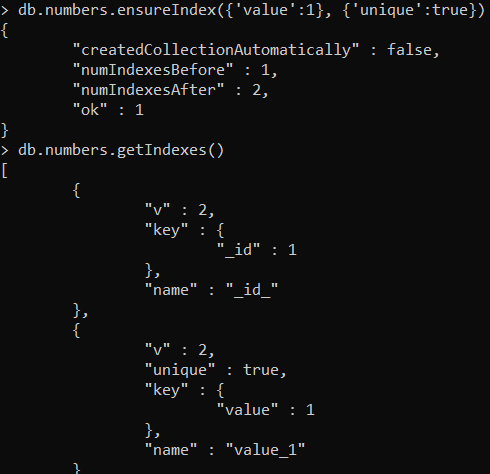 > db.numbers.ensureIndex({'value':1}, {'unique':true})
{
        "createdCollectionAutomatically" : false,
        "numIndexesBefore" : 1,
        "numIndexesAfter" : 2,
        "ok" : 1
}
> db.numbers.getIndexes()
[
        {
                "v" : 2,
                "key" : {
                        "_id" : 1
                },
                "name" : "_id_"
        },
        {
                "v" : 2,
                "unique" : true,
                "key" : {
                        "value" : 1
                },
                "name" : "value_1"
        }